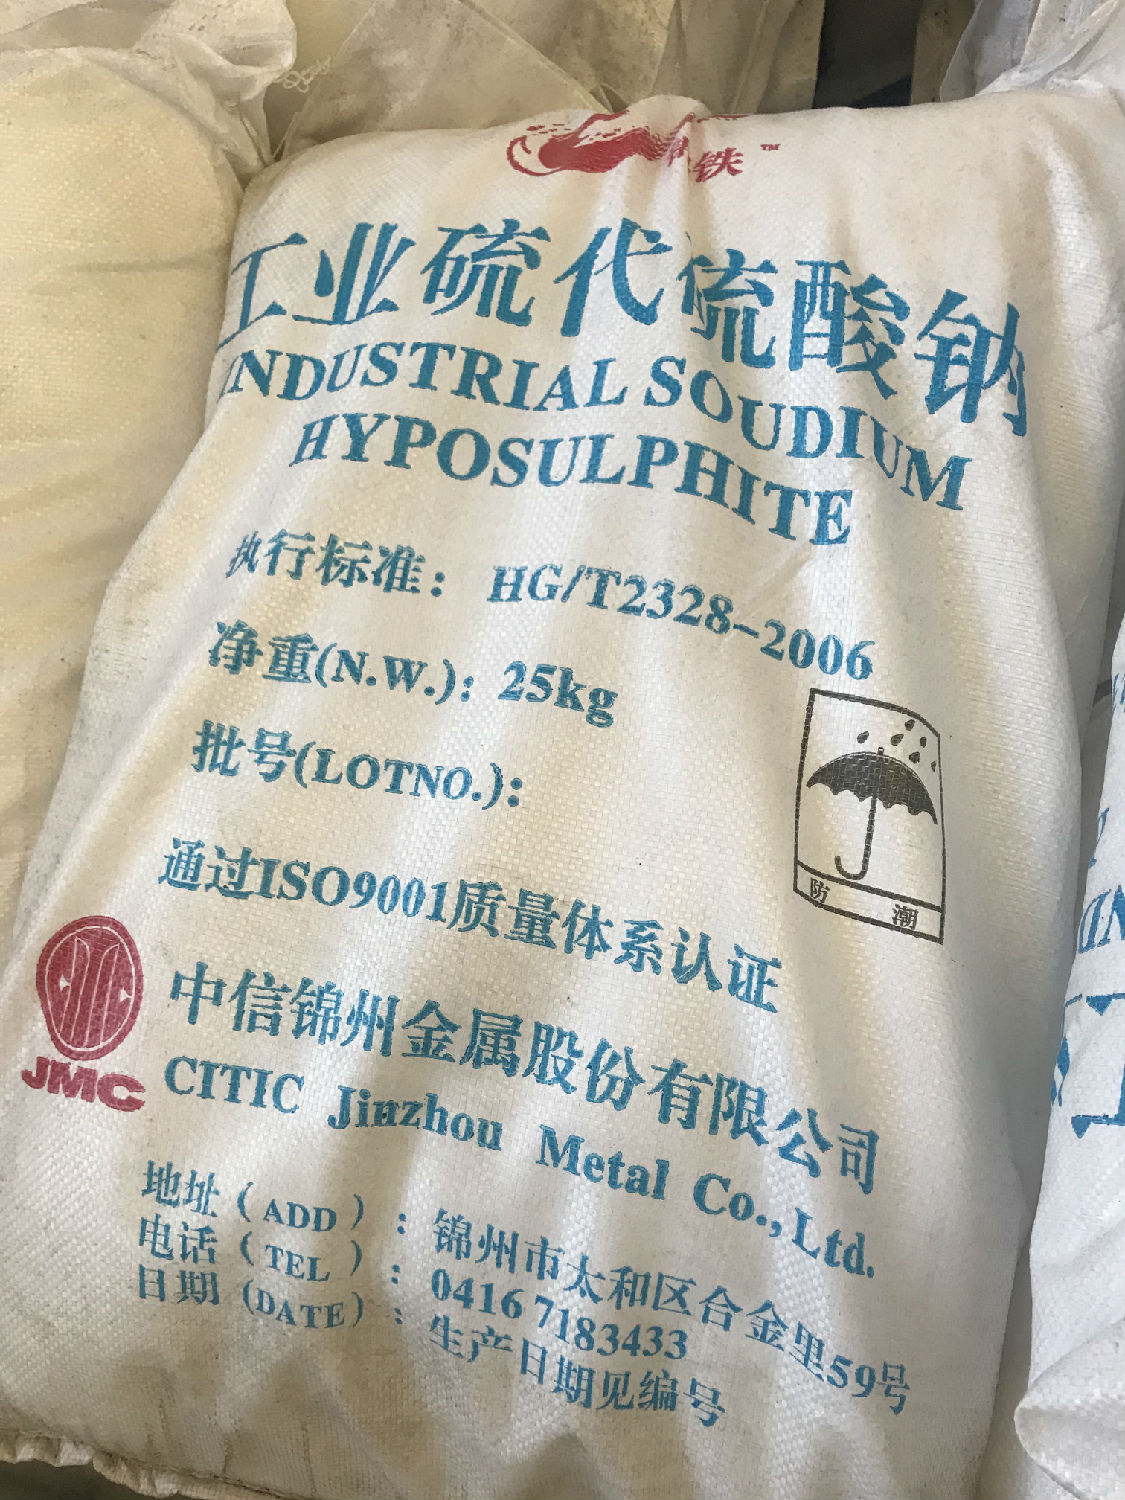 铁 ™
工业硫代硫酸钠
INDUSTRIAL SOUDIUM
HYPOSULPHITE
执行标准： HG/T2328-2006
净重(N.W.)：25kg
批号(LOTNO.)：
防 潮
通过ISO9001质量体系认证
中信锦州金属股份有限公司
JMC
CITIC Jinzhou Metal Co.,Ltd.
地址（ADD）：锦州市太和区合金里59号
电话（TEL）：0416 7183433
日期（DATE）：生产日期见编号